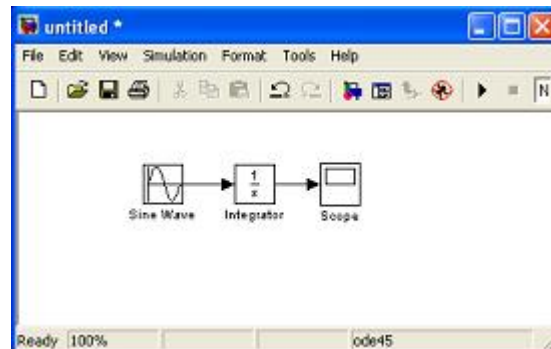 untitled *
File Edit View Simulation Format Tools Help
N
1
s
Sine Wave Integrator Scope
Ready 100% ode45